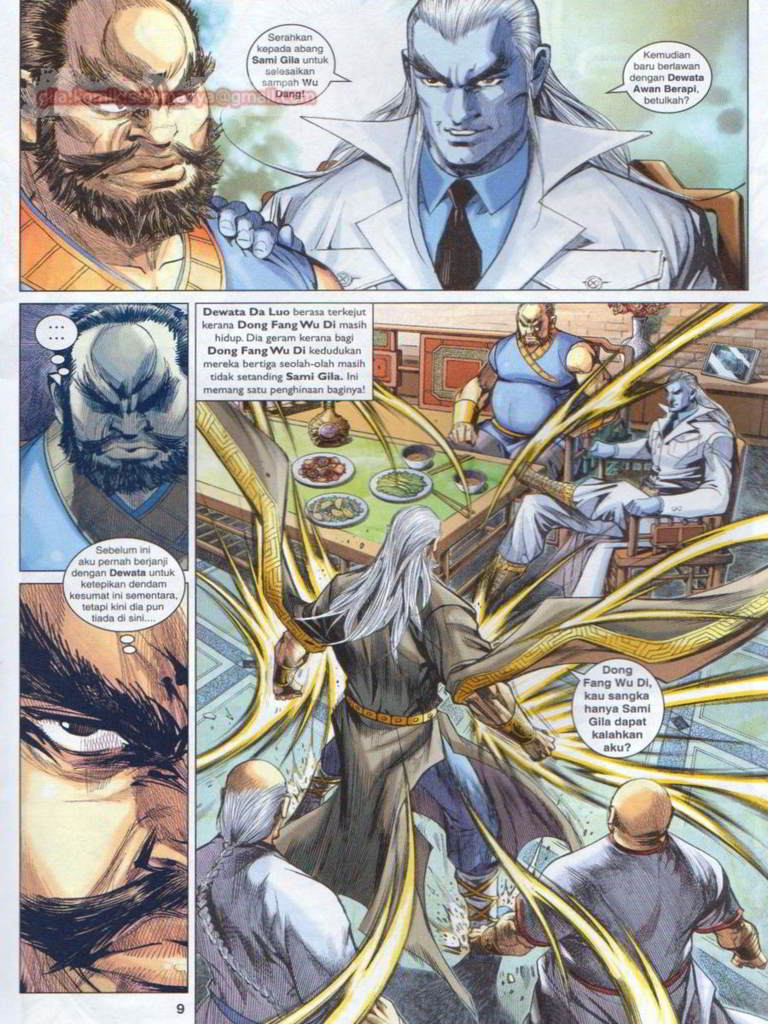 Serahkan
kepada abang
Sami Gila untuk
selesaikan
sampah Wu
Dang!
Kemudian
baru berlawan
dengan Dewata
Awan Berapi,
betulkah?
...
...
Dewata Da Luo berasa terkejut
kerana Dong Fang Wu Di masih
hidup. Dia geram kerana bagi
Dong Fang Wu Di kedudukan
mereka bertiga seolah-olah masih
tidak setanding Sami Gila. Ini
memang satu penghinaan baginya!
Sebelum ini
aku pernah berjanji
dengan Dewata untuk
ketepikan dendam
kesumat ini sementara,
tetapi kini dia pun
tiada di sini....
Dong
Fang Wu Di,
kau sangka
hanya Sami
Gila dapat
kalahkan
aku?
9